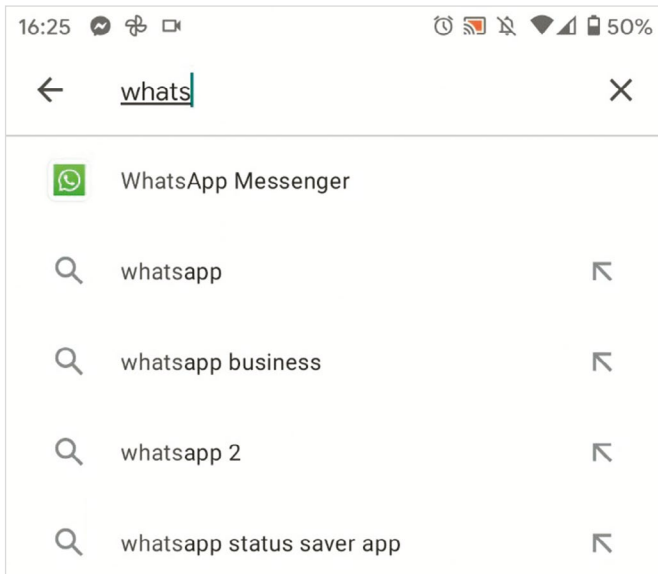 16:25 50%
whats
WhatsApp Messenger
whatsapp
whatsapp business
whatsapp 2
whatsapp status saver app